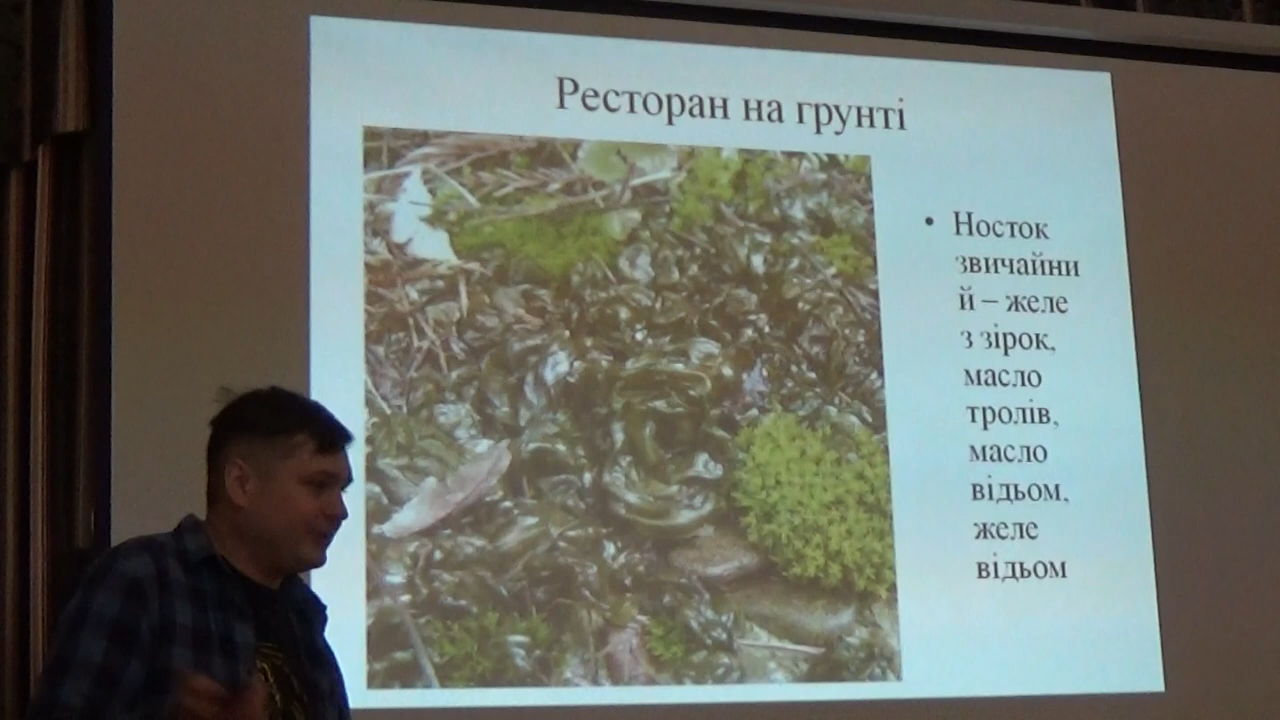 Ресторан на грунті
• Носток
звичайни
й – желе
з зірок,
масло
тролів,
масло
відьом,
желе
відьом